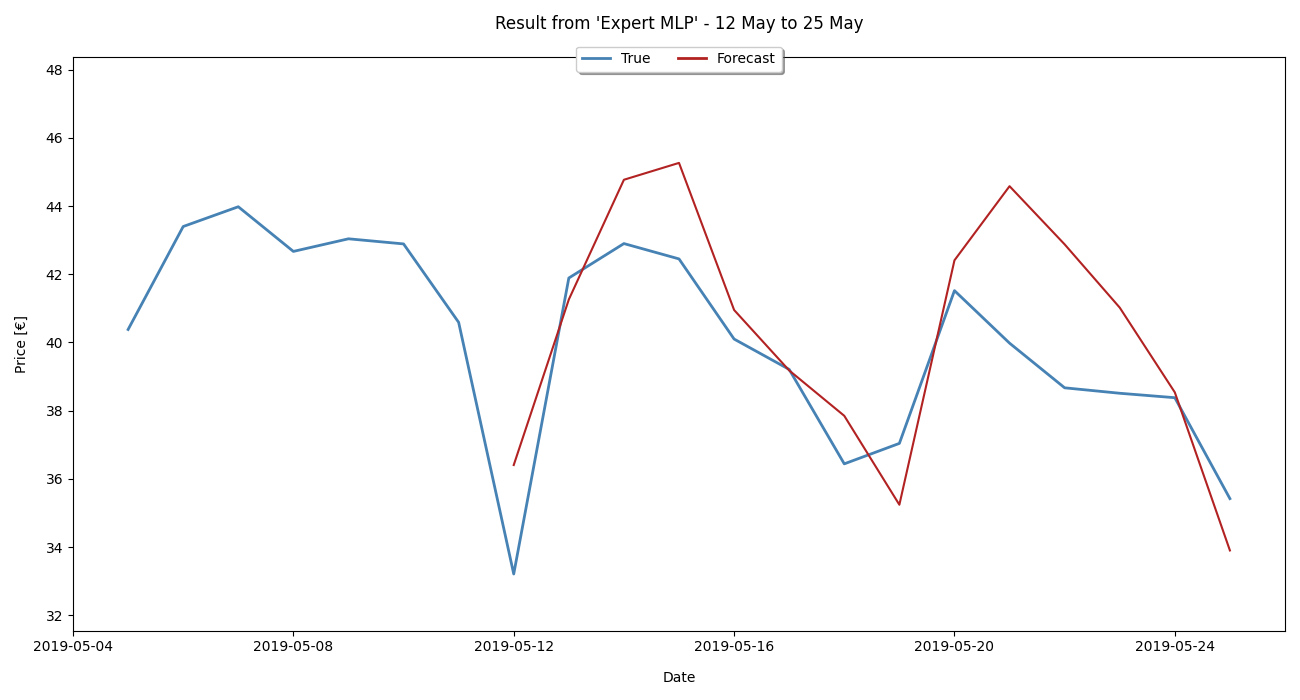 Result from 'Expert MLP' - 12 May to 25 May
True Forecast
48
46
44
42
40
38
36
34
32
Price [€]
2019-05-04 2019-05-08 2019-05-12 2019-05-16 2019-05-20 2019-05-24
Date